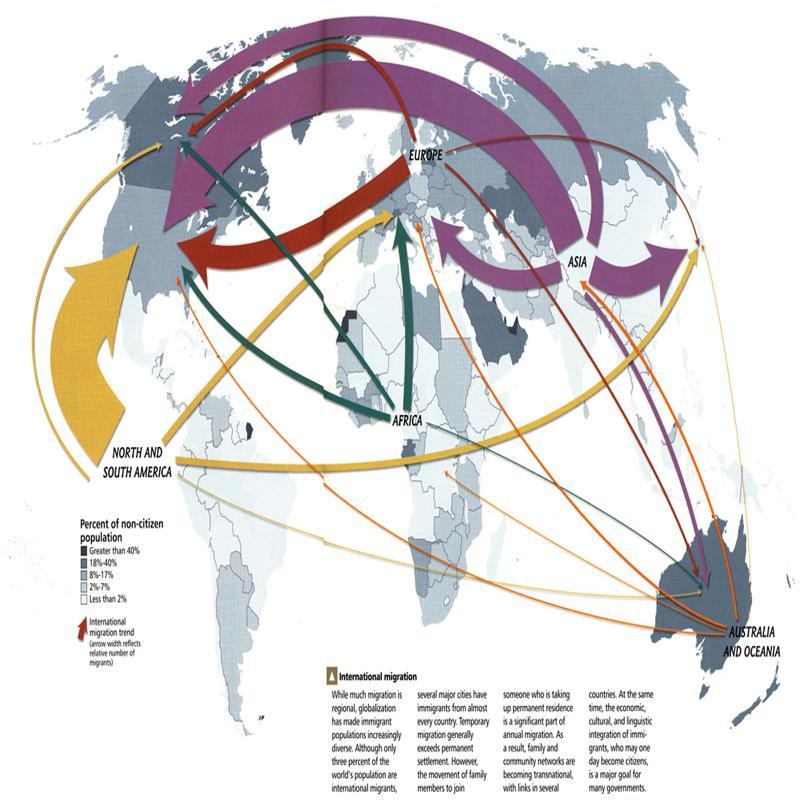 EUROPE
ASIA
AFRICA
NORTH AND
SOUTH AMERICA
Percent of non-citizen
population
Greater than 40%
18%-40%
8%-17%
2%-7%
Less than 2%
International
migration trend
(arrow width reflects
relative number of
migrants)
AUSTRALIA
AND OCEANIA
International migration
While much migration is
regional, globalization
has made immigrant
populations increasingly
diverse. Although only
three percent of the
world's population are
international migrants,
several major cities have
immigrants from almost
every country. Temporary
migration generally
exceeds permanent
settlement. However,
the movement of family
members to join
someone who is taking
up permanent residence
is a significant part of
annual migration. As
a result, family and
community networks are
becoming transnational,
with links in several
countries. At the same
time, the economic,
cultural, and linguistic
integration of immi-
grants, who may one
day become citizens,
is a major goal for
many governments.